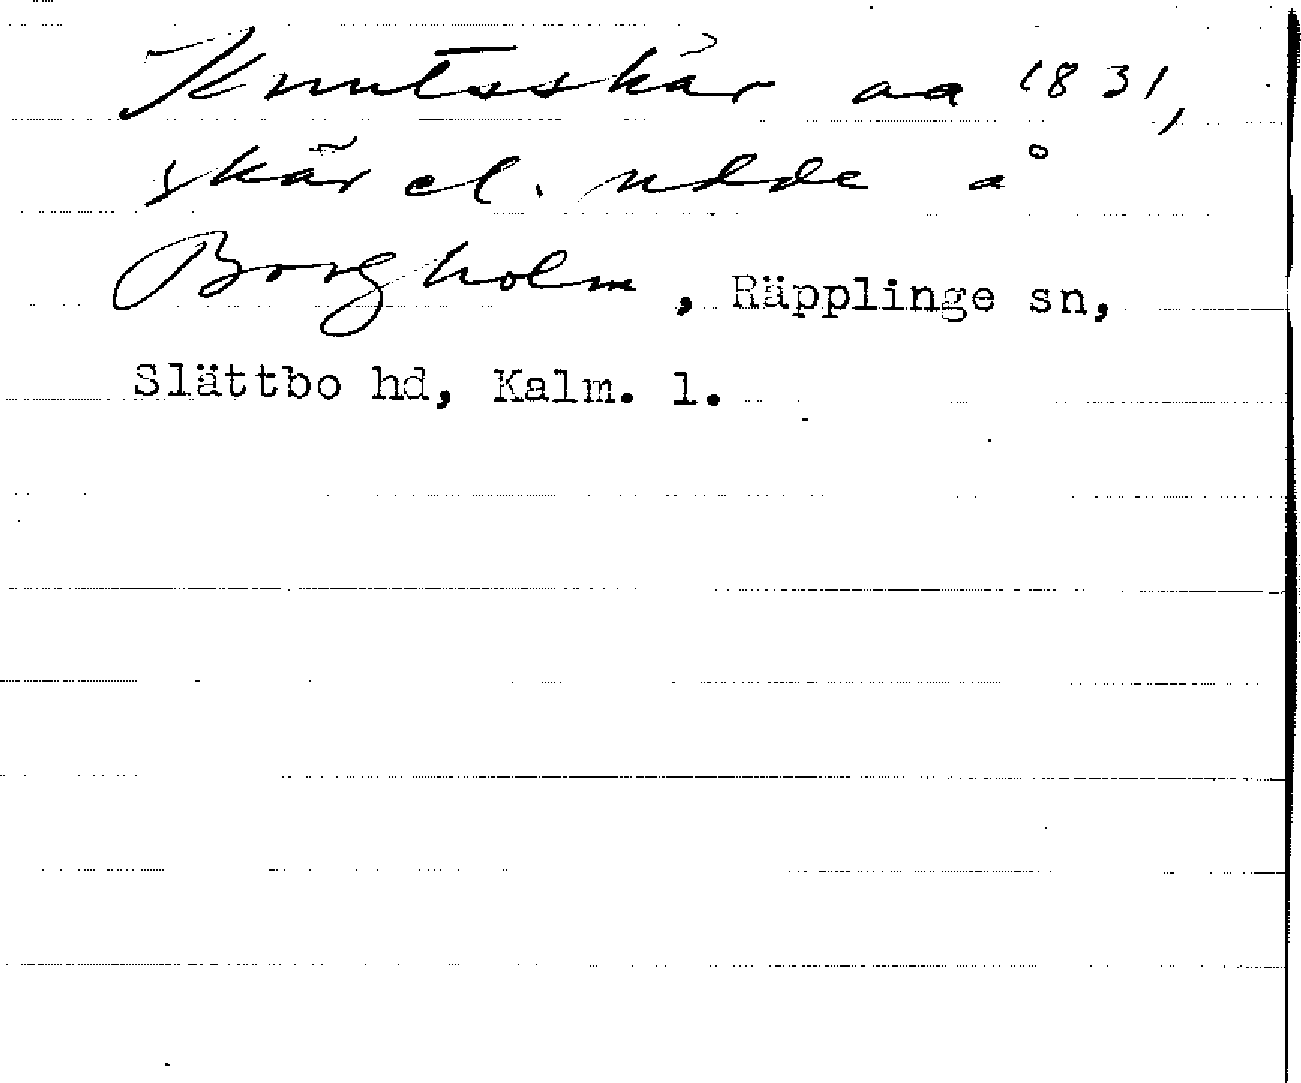 Knutsskär aa 1831,
skär el. udde å
Borgholm, Räpplinge sn,
Slättbo hd, Kalm. l.